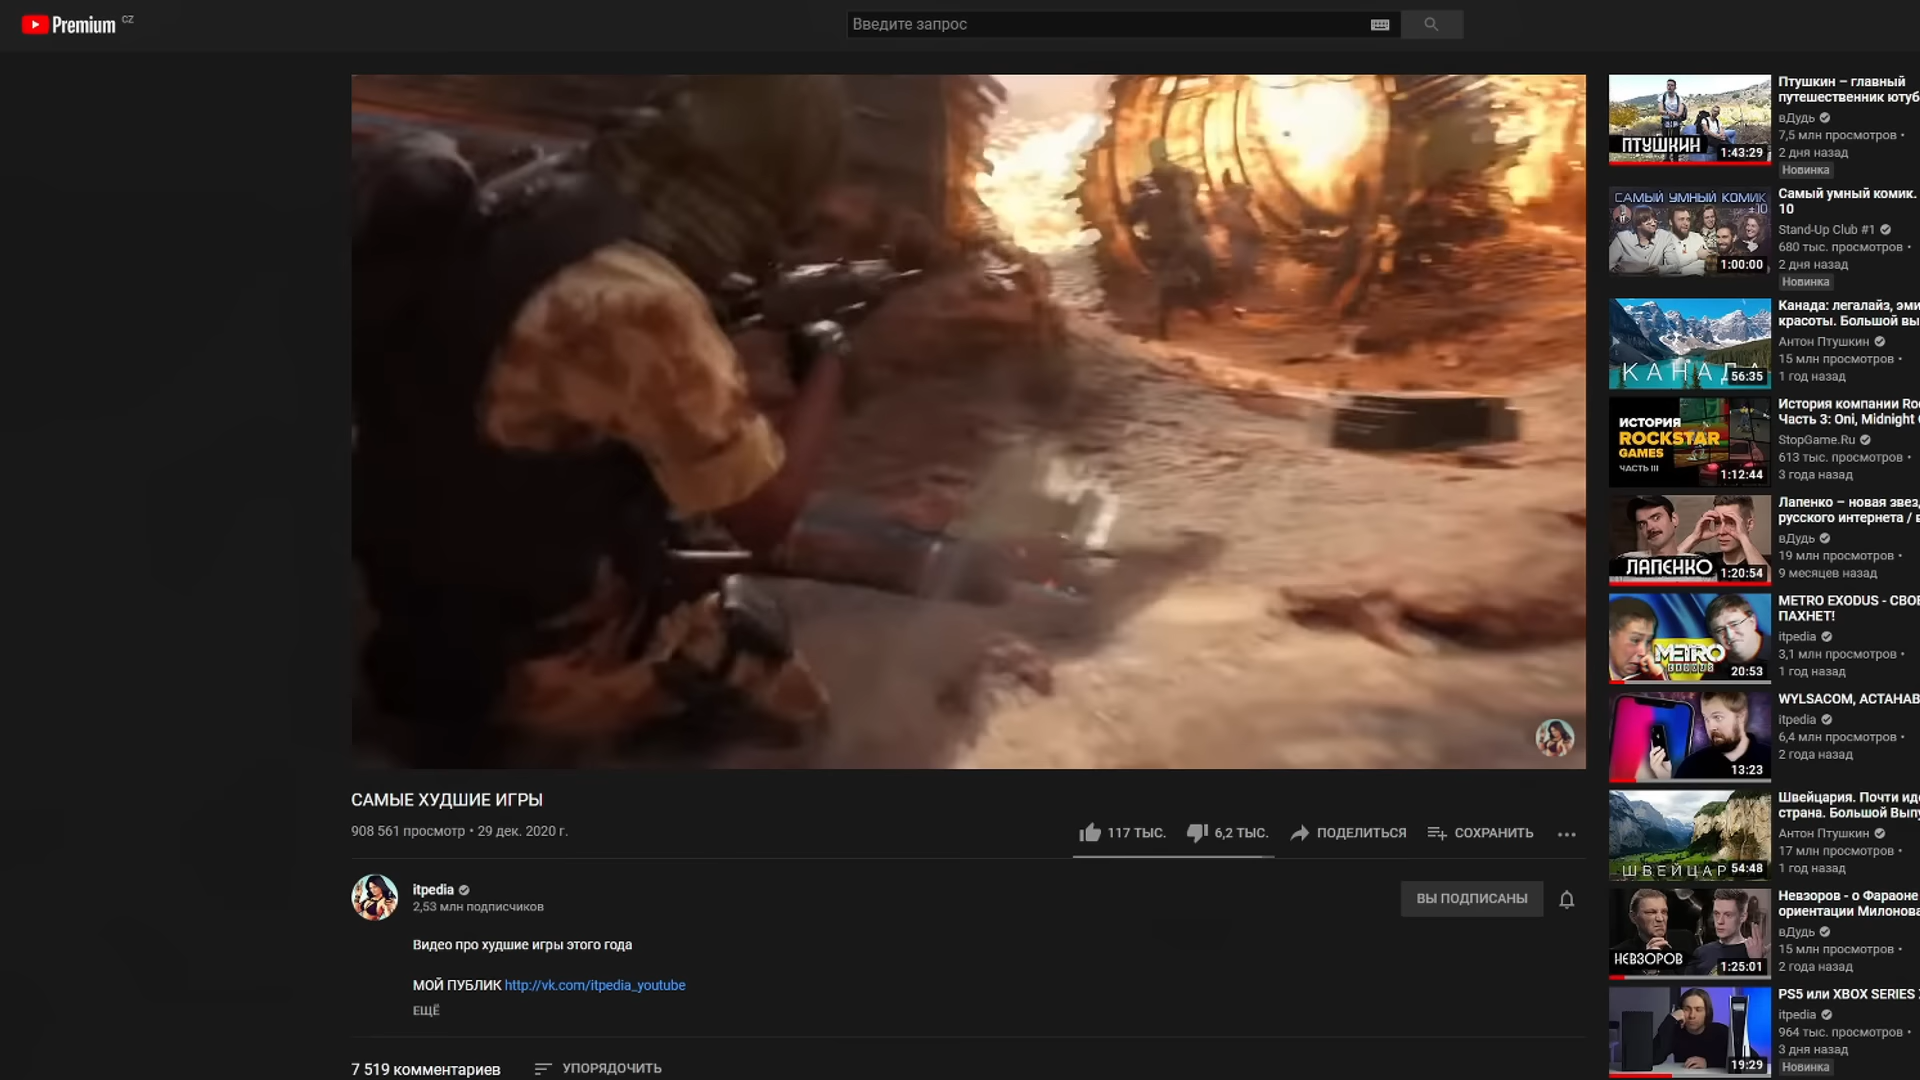 Premium CZ
Введите запрос
САМЫЕ ХУДШИЕ ИГРЫ
908 561 просмотр • 29 дек. 2020 г.
117 ТЫС.
6,2 ТЫС.
ПОДЕЛИТЬСЯ
СОХРАНИТЬ
itpedia
2,53 млн подписчиков
ВЫ ПОДПИСАНЫ
Видео про худшие игры этого года
МОЙ ПУБЛИК http://vk.com/itpedia_youtube
ЕЩЁ
7 519 комментариев
УПОРЯДОЧИТЬ
ПТУШКИН
1:43:29
Птушкин – главный
путешественник ютуб
вДудь
7,5 млн просмотров •
2 дня назад
Новинка
САМЫЙ УМНЫЙ КОМИК
#10
1:00:00
Самый умный комик.
10
Stand-Up Club #1
680 тыс. просмотров •
2 дня назад
Новинка
КАНАДА
56:35
Канада: легалайз, эми
красоты. Большой вы
Антон Птушкин
15 млн просмотров •
1 год назад
ИСТОРИЯ
ROCKSTAR
GAMES
ЧАСТЬ III
1:12:44
История компании Roc
Часть 3: Oni, Midnight C
StopGame.Ru
613 тыс. просмотров •
3 года назад
ЛАПЕНКО
1:20:54
Лапенко – новая звез
русского интернета / в
вДудь
19 млн просмотров •
9 месяцев назад
METRO
20:53
METRO EXODUS - СВОЕ
ПАХНЕТ!
itpedia
3,1 млн просмотров •
1 год назад
13:23
WYLSACOM, АСТАНАВ
itpedia
6,4 млн просмотров •
2 года назад
ШВЕЙЦАР
54:48
Швейцария. Почти иде
страна. Большой Выпу
Антон Птушкин
17 млн просмотров •
1 год назад
НЕВЗОРОВ
1:25:01
Невзоров - о Фараоне
ориентации Милонова
вДудь
15 млн просмотров •
2 года назад
19:29
PS5 или XBOX SERIES X
itpedia
964 тыс. просмотров •
3 дня назад
Новинка